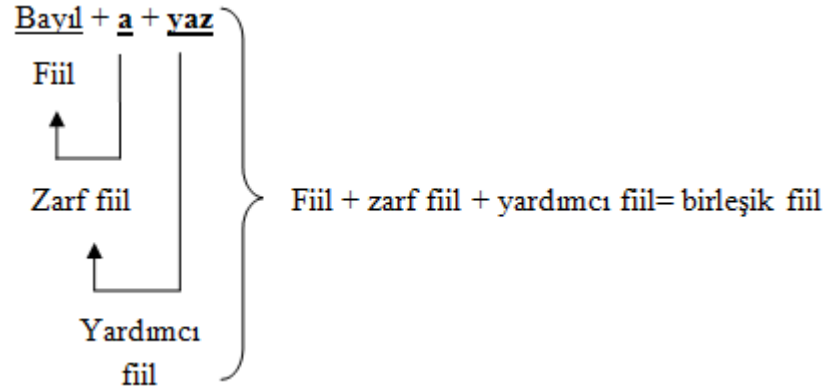 Bayıl + a + yaz
Fiil
Zarf fiil
Fiil + zarf fiil + yardımcı fiil= birleşik fiil
Yardımcı
fiil